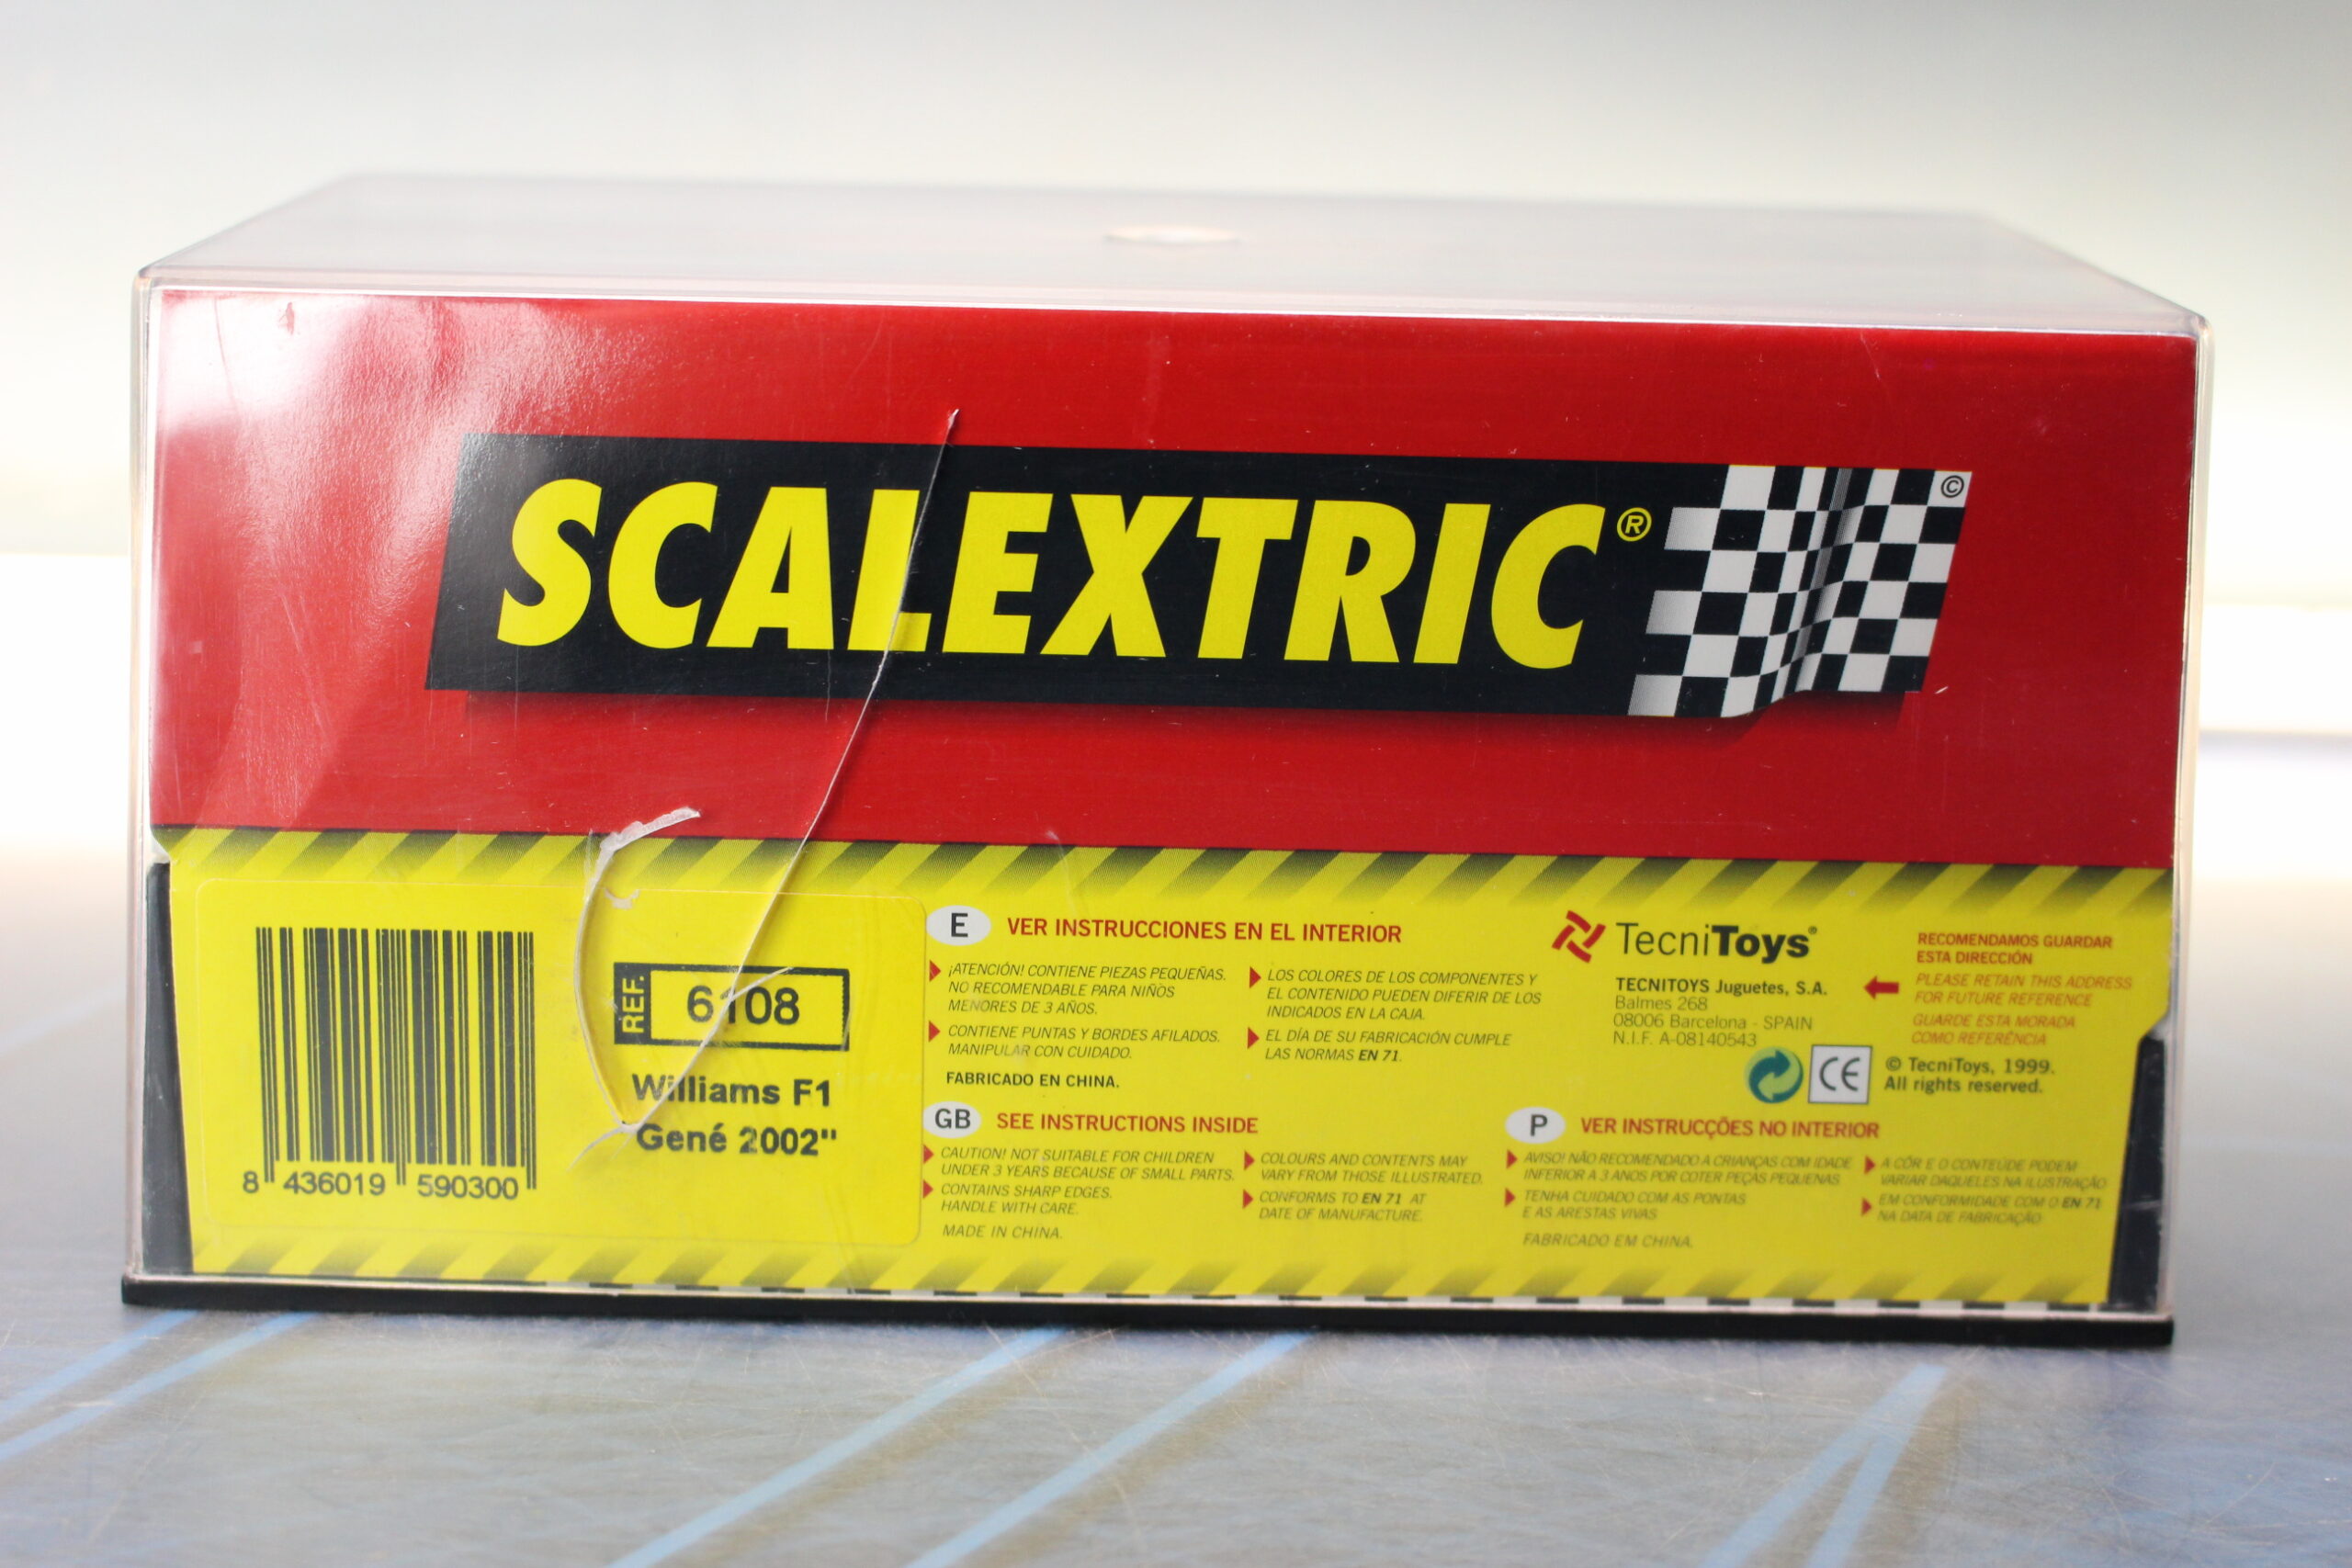 SCALEXTRIC®
©
8 436019 590300
REF. 6108
Williams F1
Gené 2002"
E VER INSTRUCCIONES EN EL INTERIOR
¡ATENCIÓN! CONTIENE PIEZAS PEQUEÑAS.
NO RECOMENDABLE PARA NIÑOS
MENORES DE 3 AÑOS.
CONTIENE PUNTAS Y BORDES AFILADOS.
MANIPULAR CON CUIDADO.
FABRICADO EN CHINA.
LOS COLORES DE LOS COMPONENTES Y
EL CONTENIDO PUEDEN DIFERIR DE LOS
INDICADOS EN LA CAJA.
EL DÍA DE SU FABRICACIÓN CUMPLE
LAS NORMAS EN 71.
TecniToys®
TECNITOYS Juguetes, S.A.
Balmes 268
08006 Barcelona - SPAIN
N.I.F. A-08140543
RECOMENDAMOS GUARDAR
ESTA DIRECCIÓN
PLEASE RETAIN THIS ADDRESS
FOR FUTURE REFERENCE
GUARDE ESTA MORADA
COMO REFERÊNCIA
CE
© TecniToys, 1999.
All rights reserved.
GB SEE INSTRUCTIONS INSIDE
CAUTION! NOT SUITABLE FOR CHILDREN
UNDER 3 YEARS BECAUSE OF SMALL PARTS.
CONTAINS SHARP EDGES.
HANDLE WITH CARE.
MADE IN CHINA.
COLOURS AND CONTENTS MAY
VARY FROM THOSE ILLUSTRATED.
CONFORMS TO EN 71 AT
DATE OF MANUFACTURE.
P VER INSTRUCÇÕES NO INTERIOR
AVISO! NÃO RECOMENDADO A CRIANÇAS COM IDADE
INFERIOR A 3 ANOS POR COTER PEÇAS PEQUENAS
TENHA CUIDADO COM AS PONTAS
E AS ARESTAS VIVAS
FABRICADO EM CHINA.
A CÔR E O CONTEÚDE PODEM
VARIAR DAQUELES NA ILUSTRAÇÃO
EM CONFORMIDADE COM O EN 71
NA DATA DE FABRICAÇÃO